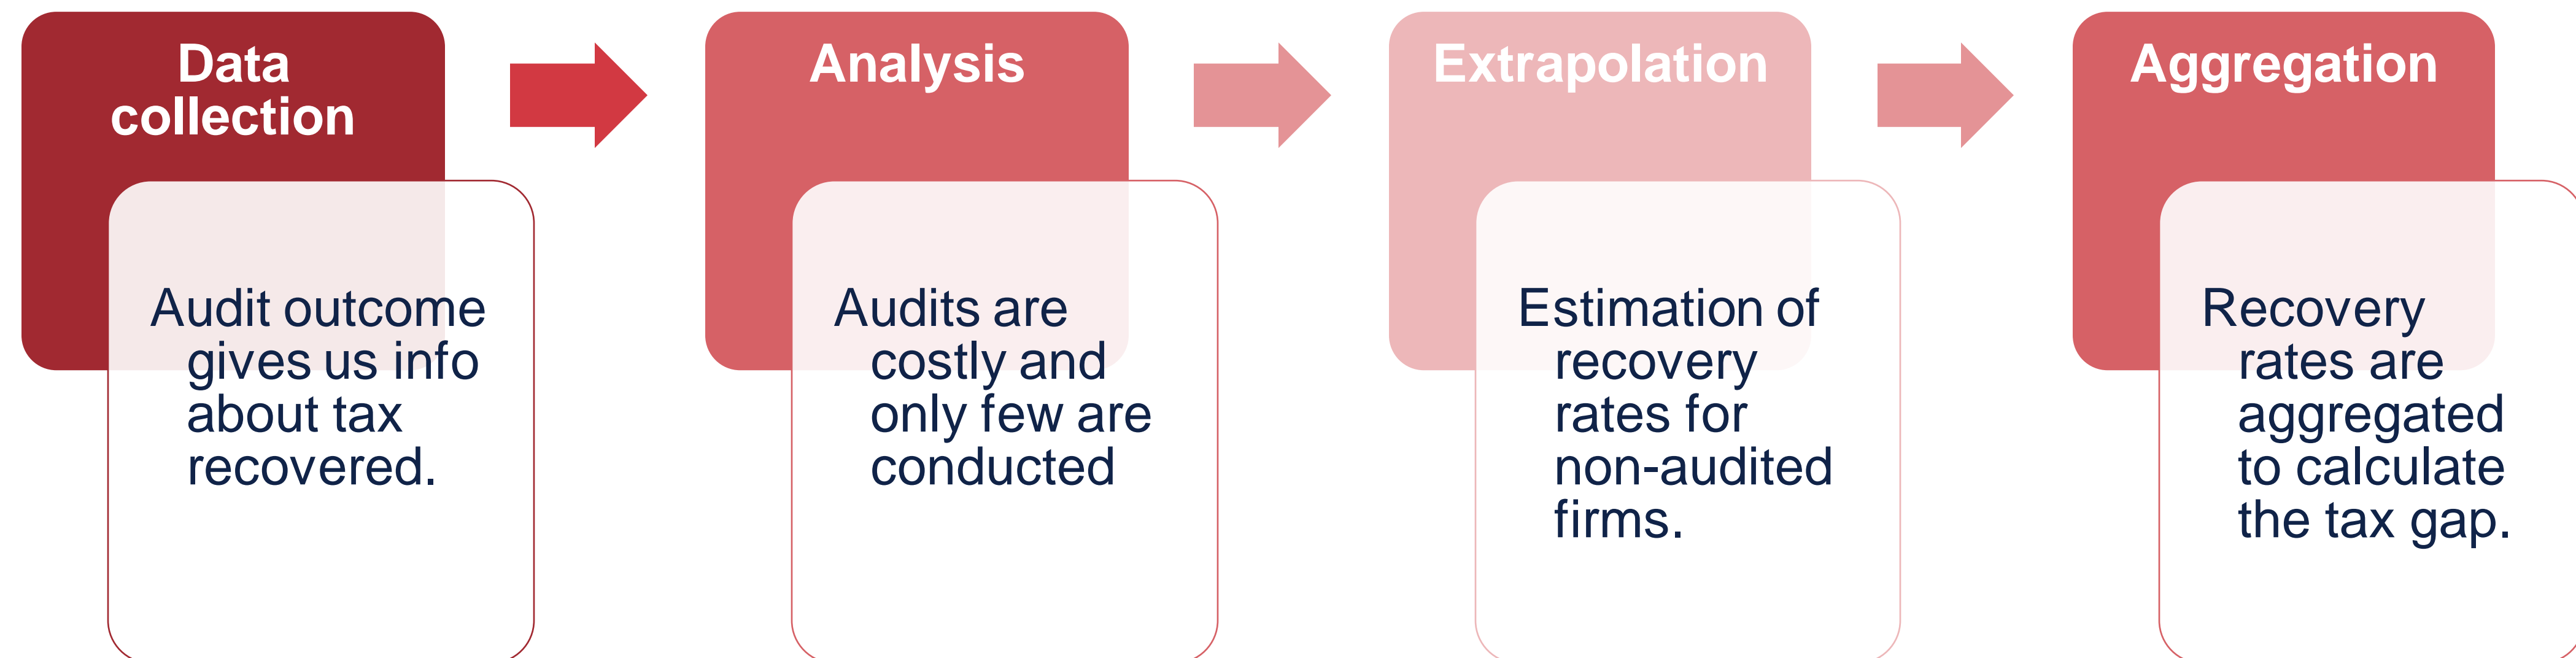 Data
collection
Audit outcome
gives us info
about tax
recovered.
Analysis
Audits are
costly and
only few are
conducted
Extrapolation
Estimation of
recovery
rates for
non-audited
firms.
Aggregation
Recovery
rates are
aggregated
to calculate
the tax gap.